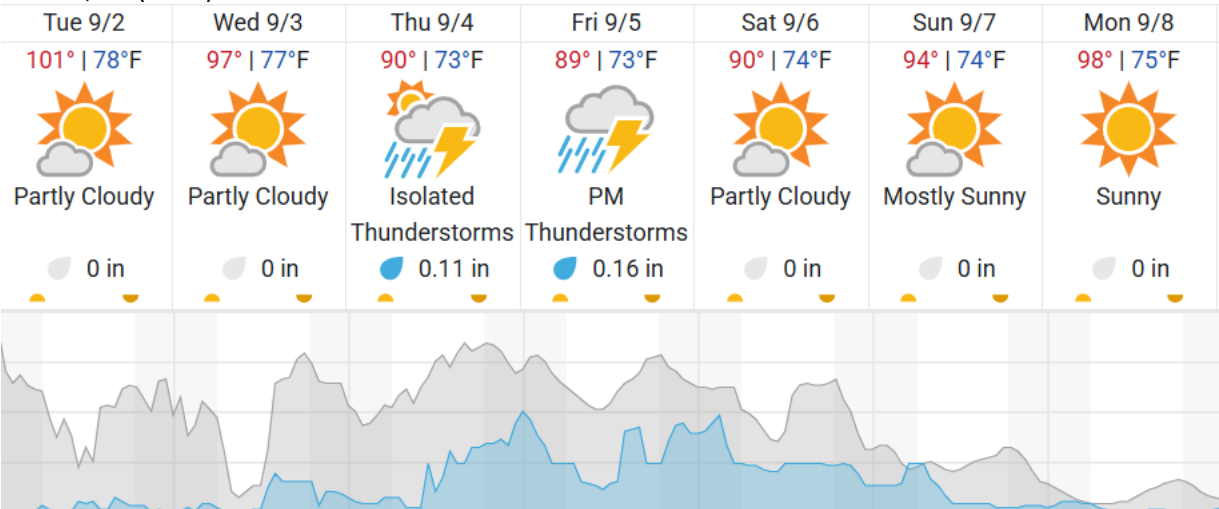 Tue 9/2 Wed 9/3 Thu 9/4 Fri 9/5 Sat 9/6 Sun 9/7 Mon 9/8
101° | 78°F 97° | 77°F 90° | 73°F 89° | 73°F 90° | 74°F 94° | 74°F 98° | 75°F
Partly Cloudy Partly Cloudy Isolated PM Partly Cloudy Mostly Sunny Sunny
Thunderstorms Thunderstorms
0 in 0 in 0.11 in 0.16 in 0 in 0 in 0 in